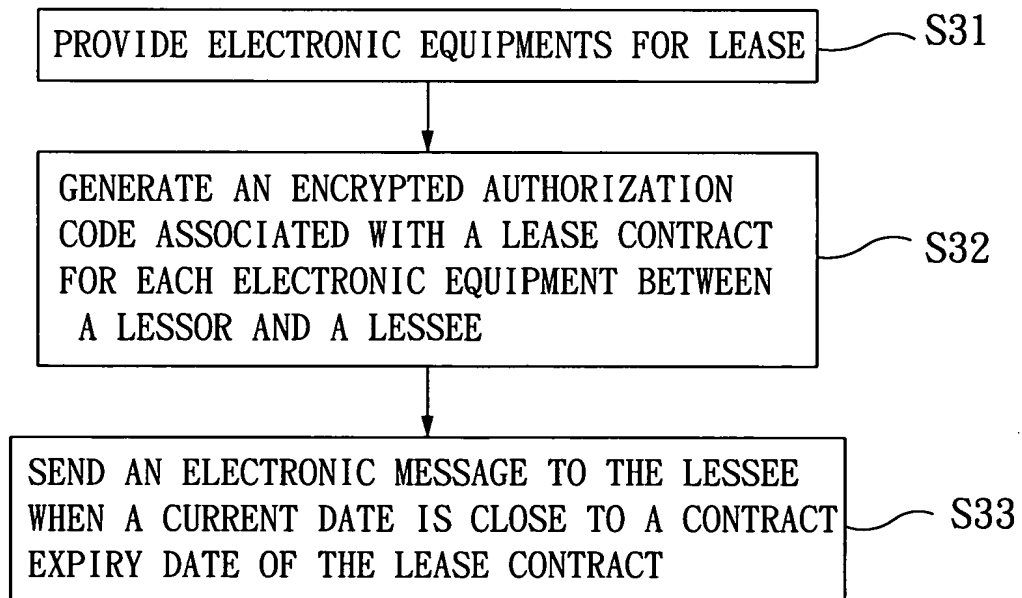 PROVIDE ELECTRONIC EQUIPMENTS FOR LEASE
S31
GENERATE AN ENCRYPTED AUTHORIZATION
CODE ASSOCIATED WITH A LEASE CONTRACT
FOR EACH ELECTRONIC EQUIPMENT BETWEEN
A LESSOR AND A LESSEE
S32
SEND AN ELECTRONIC MESSAGE TO THE LESSEE
WHEN A CURRENT DATE IS CLOSE TO A CONTRACT
EXPIRY DATE OF THE LEASE CONTRACT
S33